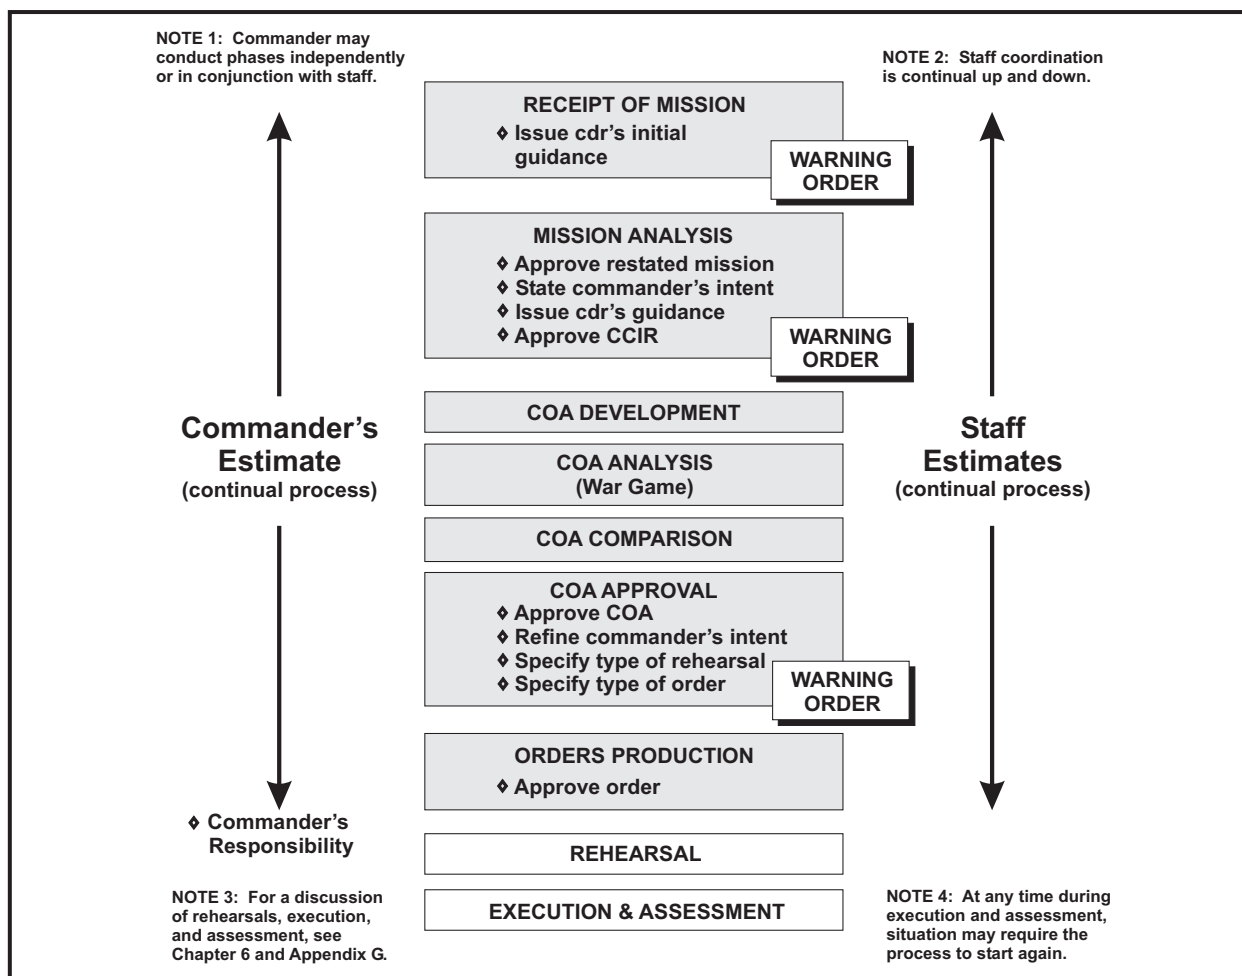 NOTE 1: Commander may
conduct phases independently
or in conjunction with staff.
NOTE 2: Staff coordination
is continual up and down.
RECEIPT OF MISSION
Issue cdr's initial
guidance
WARNING
ORDER
MISSION ANALYSIS
Approve restated mission
State commander's intent
Issue cdr's guidance
Approve CCIR
WARNING
ORDER
Commander's
Estimate
(continual process)
COA DEVELOPMENT
COA ANALYSIS
(War Game)
COA COMPARISON
Staff
Estimates
(continual process)
COA APPROVAL
Approve COA
Refine commander's intent
Specify type of rehearsal
Specify type of order
WARNING
ORDER
ORDERS PRODUCTION
Approve order
Commander's
Responsibility
REHEARSAL
EXECUTION & ASSESSMENT
NOTE 3: For a discussion
of rehearsals, execution,
and assessment, see
Chapter 6 and Appendix G.
NOTE 4: At any time during
execution and assessment,
situation may require the
process to start again.